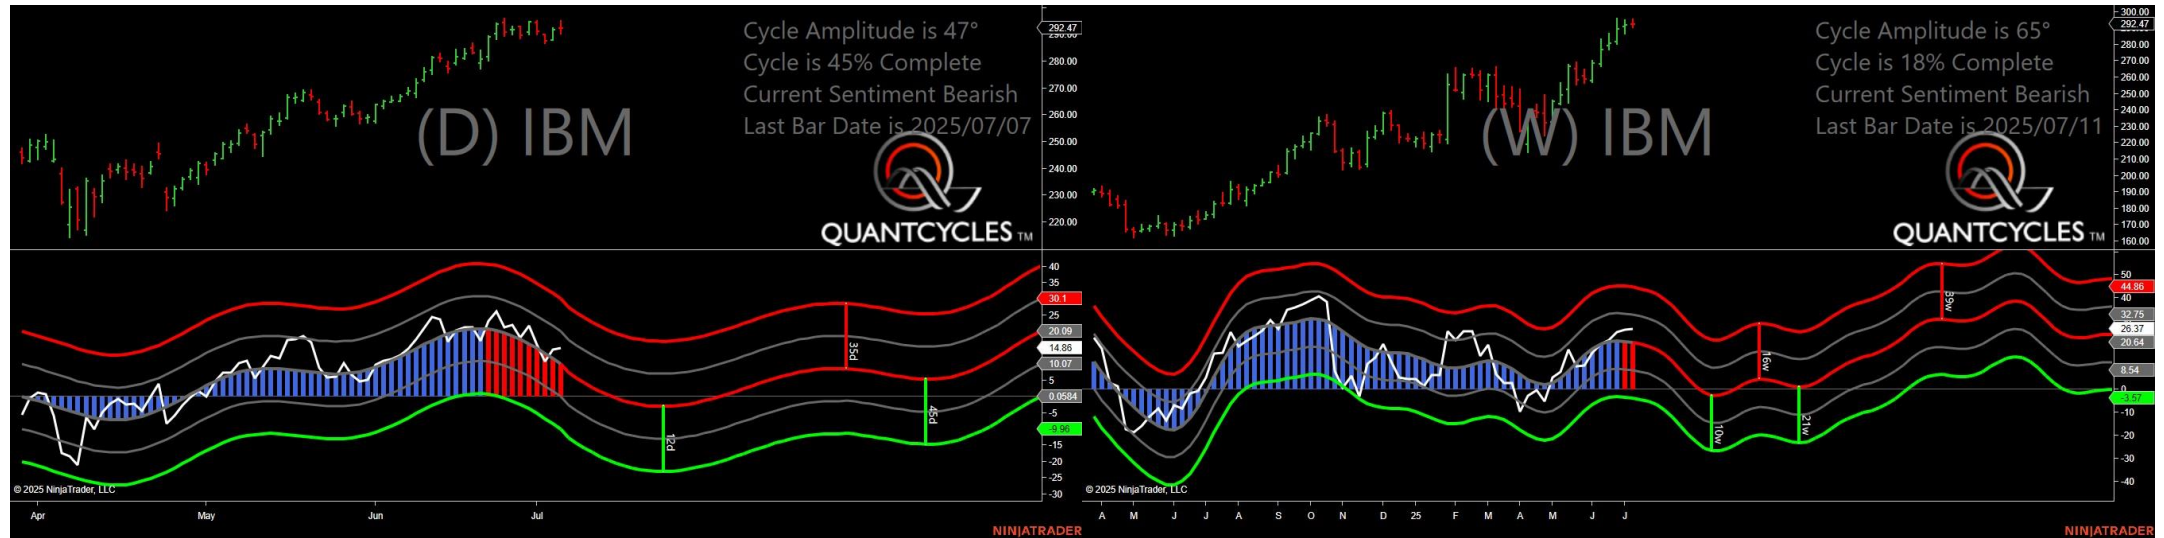 Cycle Amplitude is 47°
Cycle is 45% Complete
Current Sentiment Bearish
Last Bar Date is 2025/07/07
(D) IBM
QUANTCYCLES TM
292.47
280.00
270.00
260.00
250.00
240.00
230.00
220.00
40
35
30.1
25
20.09
14.86
10.07
5
0.0584
-5
-9.96
-15
-20
-25
-30
12d
35d
45d
© 2025 NinjaTrader, LLC
Apr May Jun Jul
NINJATRADER
Cycle Amplitude is 65°
Cycle is 18% Complete
Current Sentiment Bearish
Last Bar Date is 2025/07/11
(W) IBM
QUANTCYCLES TM
300.00
292.47
280.00
270.00
260.00
250.00
240.00
230.00
220.00
210.00
200.00
190.00
180.00
170.00
160.00
50
44.86
40
32.75
26.37
20.64
8.54
0
-3.57
-10
-20
-30
-40
10w
16w
21w
39w
© 2025 NinjaTrader, LLC
A M J J A S O N D 25 F M A M J J
NINJATRADER